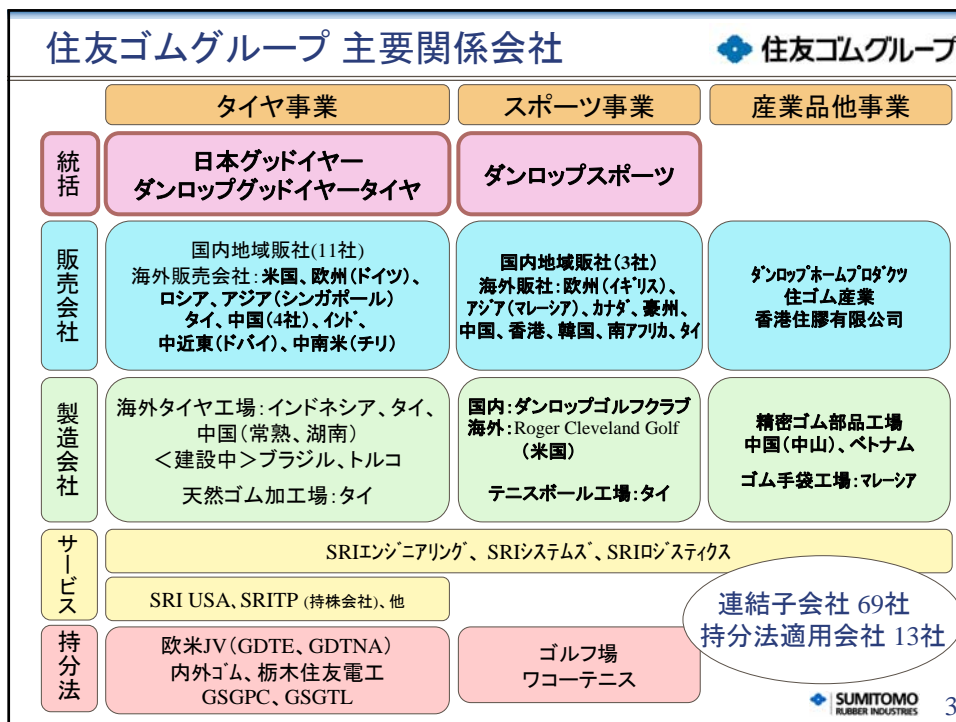 住友ゴムグループ 主要関係会社
住友ゴムグループ
タイヤ事業
スポーツ事業
産業品他事業
統括
日本グッドイヤー
ダンロップグッドイヤータイヤ
ダンロップスポーツ
販売会社
国内地域販社(11社)
海外販売会社:米国、欧州(ドイツ)、
ロシア、アジア(シンガポール)
タイ、中国(4社)、インド、
中近東(ドバイ)、中南米(チリ)
国内地域販社(3社)
海外販社:欧州(イギリス)、
アジア(マレーシア)、カナダ、豪州、
中国、香港、韓国、南アフリカ、タイ
ダンロップホームプロダクツ
住ゴム産業
香港住膠有限公司
製造会社
海外タイヤ工場:インドネシア、タイ、
中国(常熟、湖南)
<建設中>ブラジル、トルコ
天然ゴム加工場:タイ
国内:ダンロップゴルフクラブ
海外:Roger Cleveland Golf
(米国)
テニスボール工場:タイ
精密ゴム部品工場
中国(中山)、ベトナム
ゴム手袋工場:マレーシア
サービス
SRIエンジニアリング、SRIシステムズ、SRIロジスティクス
SRI USA、SRITP (持株会社)、他
連結子会社 69社
持分法適用会社 13社
持分法
欧米JV(GDTE、GDTNA)
内外ゴム、栃木住友電工
GSGPC、GSGTL
ゴルフ場
ワコーテニス
SUMITOMO
RUBBER INDUSTRIES
3